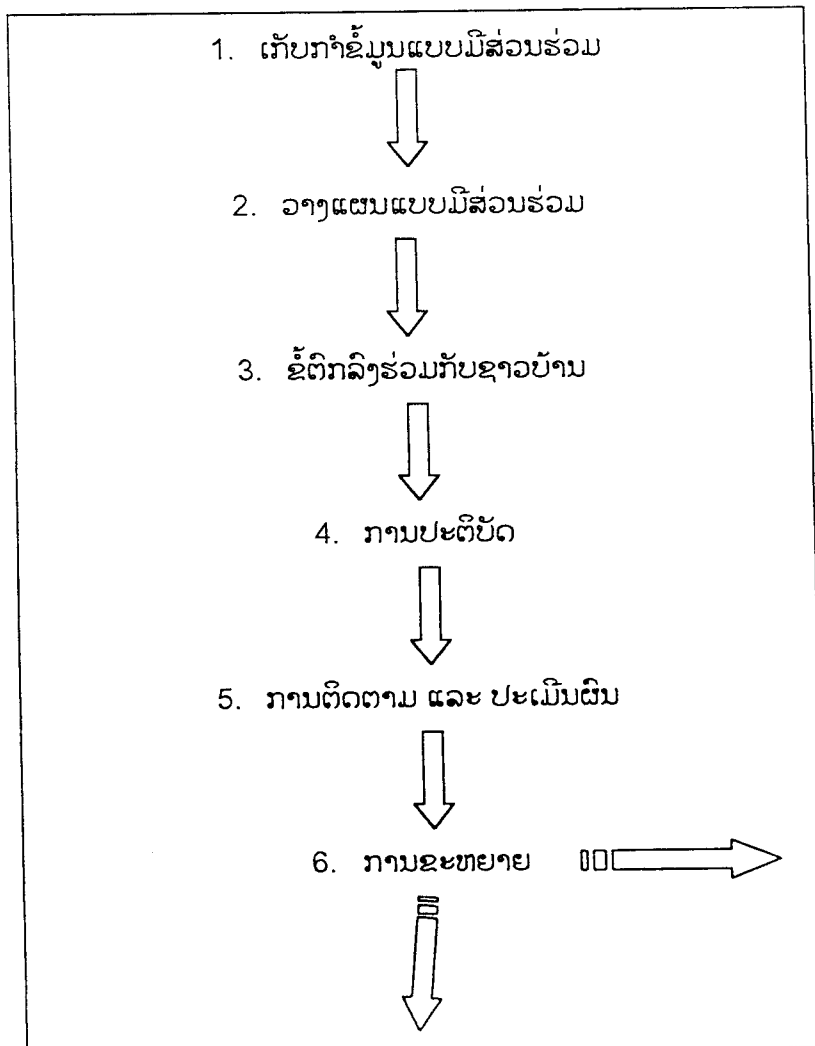 1. ເກັບກຳຂໍ້ມູນແບບມີສ່ວນຮ່ວມ
2. ວາງແຜນແບບມີສ່ວນຮ່ວມ
3. ຂໍ້ຕົກລົງຮ່ວມກັບຊາວບ້ານ
4. ການປະຕິບັດ
5. ການຕິດຕາມ ແລະ ປະເມີນຜົນ
6. ການຂະຫຍາຍ